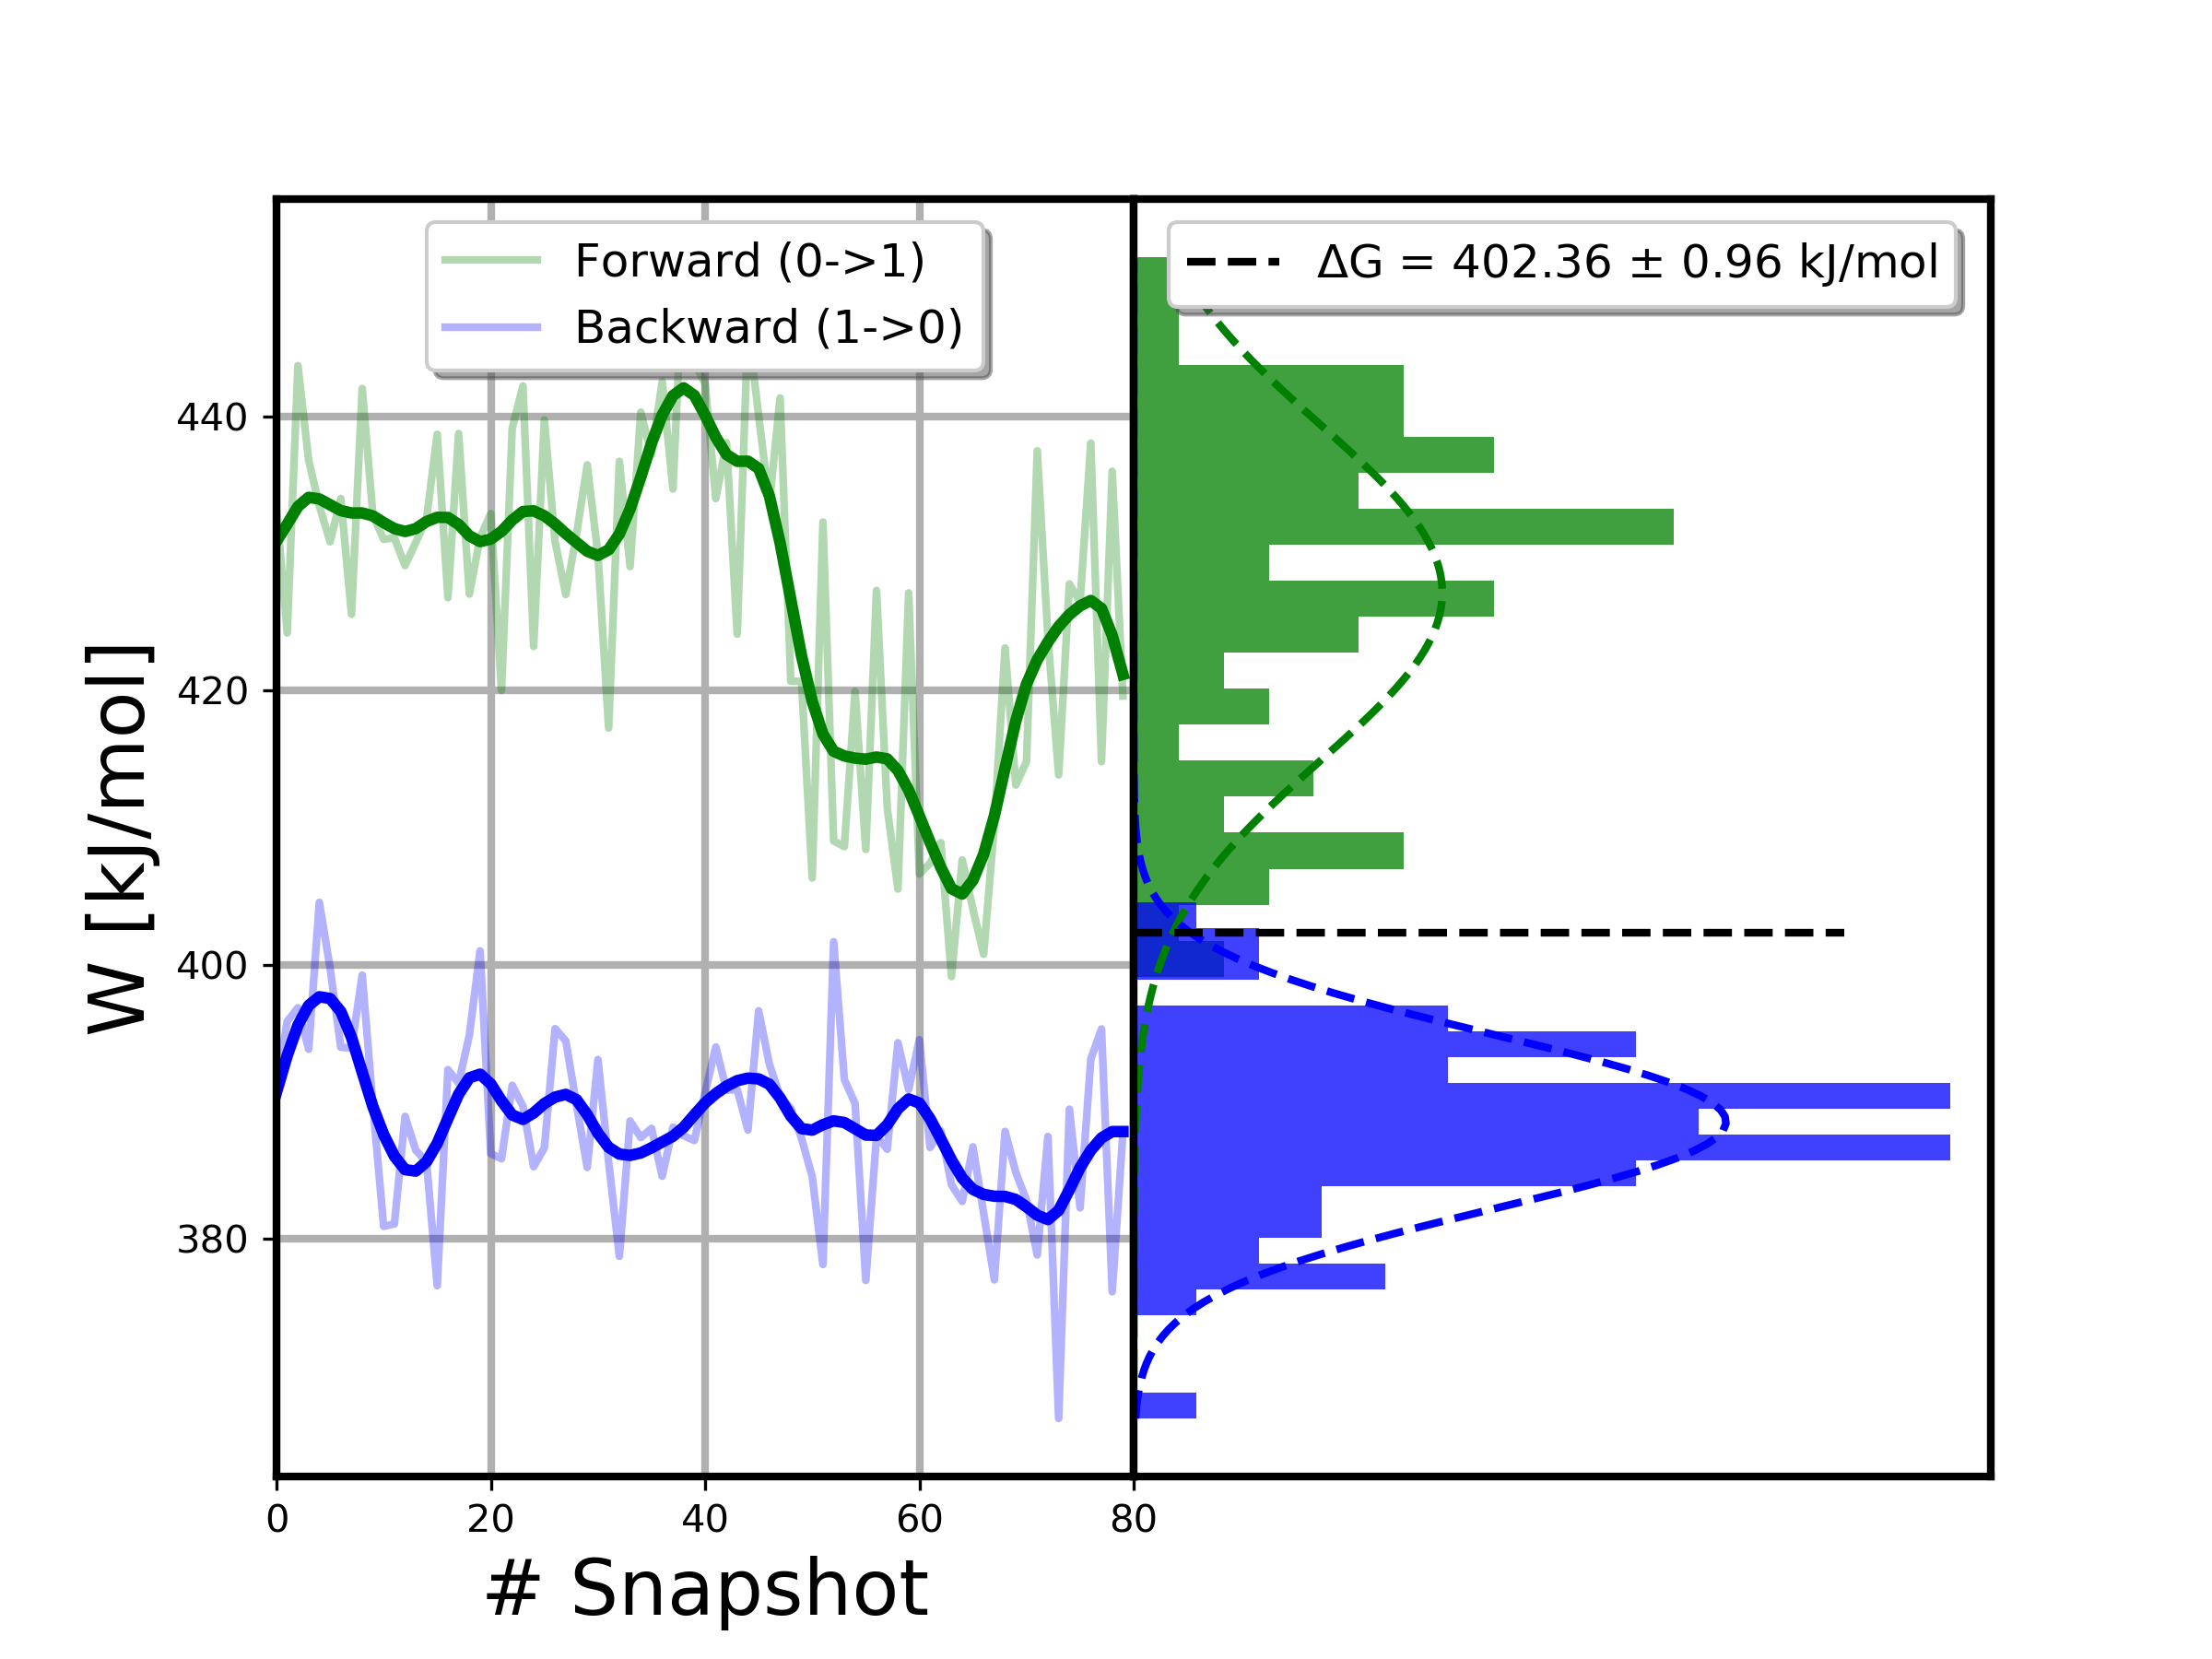 Forward (0->1)
Backward (1->0)
ΔG = 402.36 ± 0.96 kJ/mol
W [kJ/mol]
440
420
400
380
0 20 40 60 80
# Snapshot